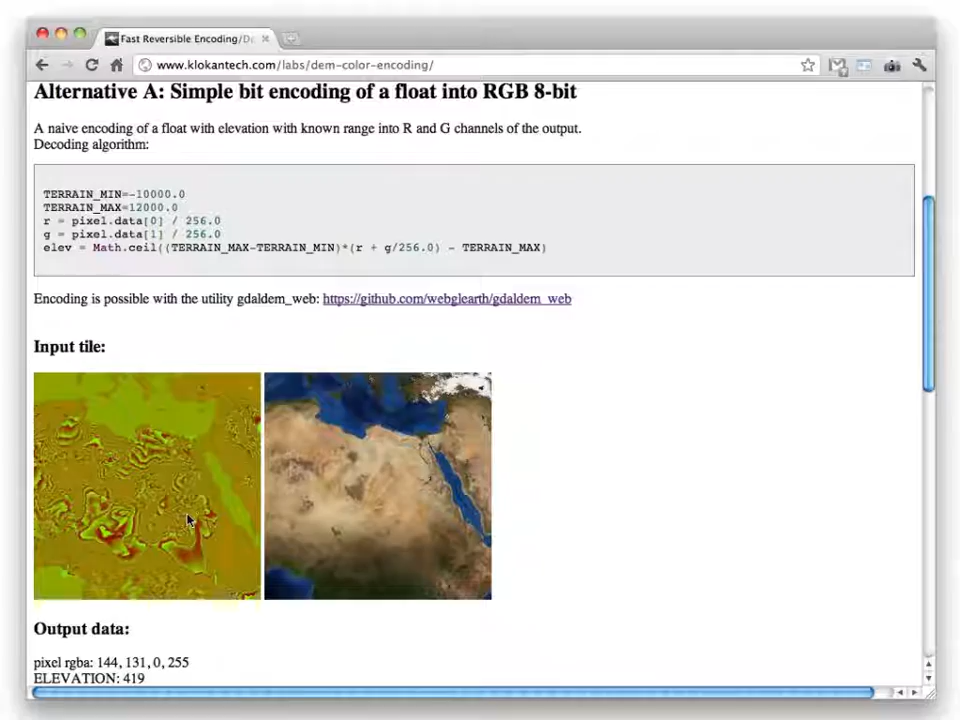 Fast Reversible Encoding/D
www.klokantech.com/labs/dem-color-encoding/
Alternative A: Simple bit encoding of a float into RGB 8-bit
A naive encoding of a float with elevation with known range into R and G channels of the output.
Decoding algorithm:
TERRAIN_MIN=-10000.0
TERRAIN_MAX=12000.0
r = pixel.data[0] / 256.0
g = pixel.data[1] / 256.0
elev = Math.ceil((TERRAIN_MAX-TERRAIN_MIN)*(r + g/256.0) - TERRAIN_MAX)
Encoding is possible with the utility gdaldem_web: https://github.com/webglearth/gdaldem_web
Input tile:
Output data:
pixel rgba: 144, 131, 0, 255
ELEVATION: 419